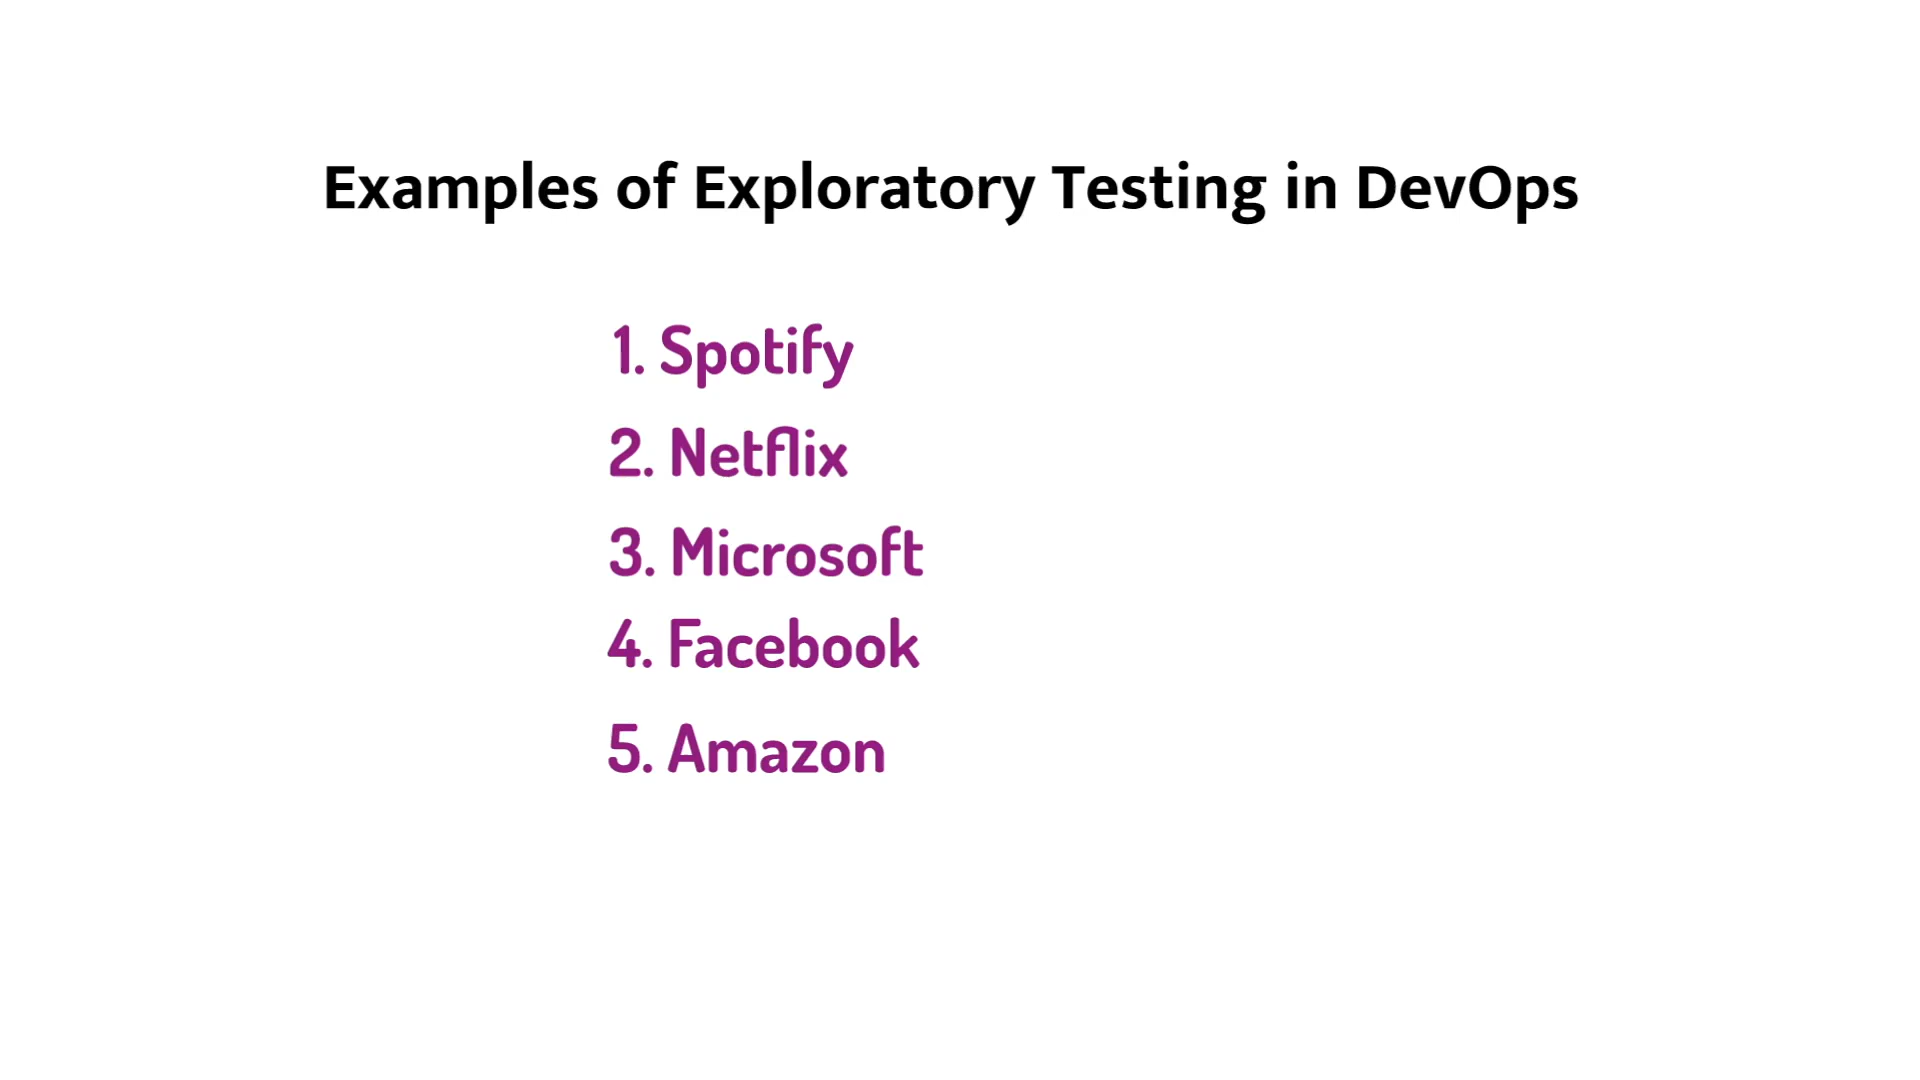 Examples of Exploratory Testing in DevOps
1. Spotify
2. Netflix
3. Microsoft
4. Facebook
5. Amazon